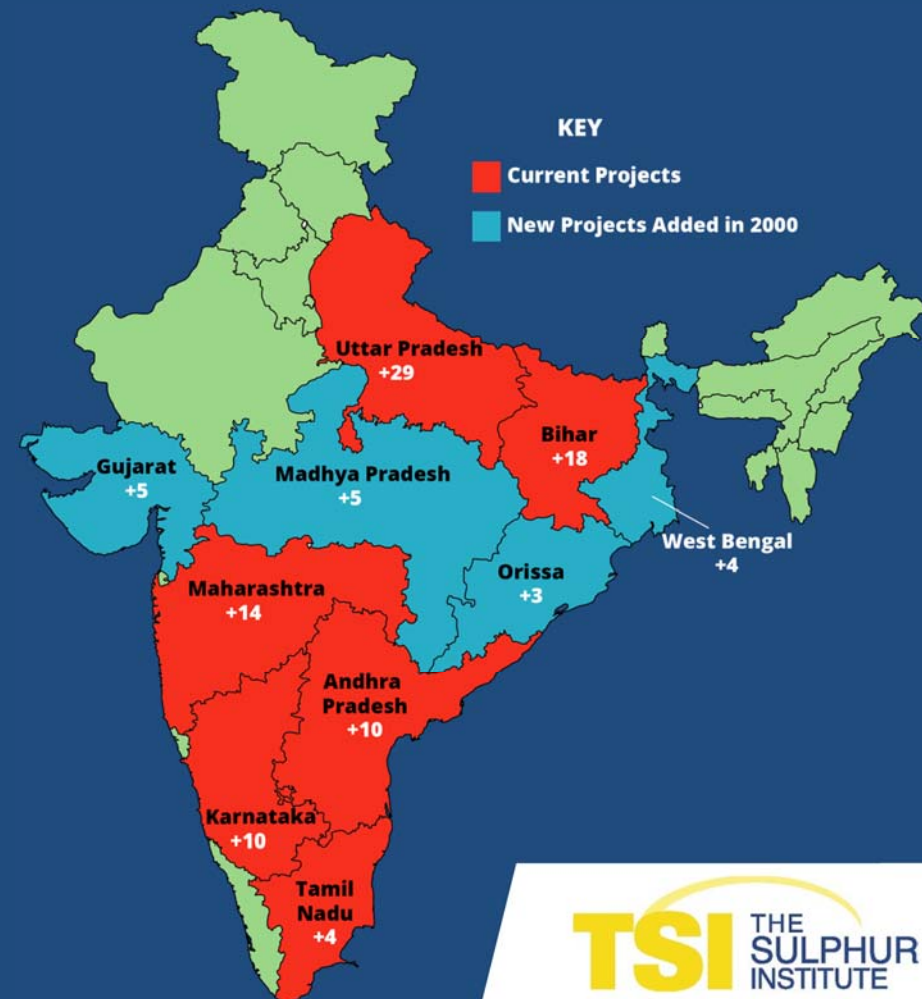 KEY
Current Projects
New Projects Added in 2000
Uttar Pradesh
+29
Bihar
+18
Gujarat
+5
Madhya Pradesh
+5
West Bengal
+4
Orissa
+3
Maharashtra
+14
Andhra
Pradesh
+10
Karnataka
+10
Tamil
Nadu
+4
TSI
THE
SULPHUR
INSTITUTE